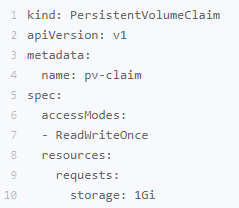 1 kind: PersistentVolumeClaim
2 apiVersion: v1
3 metadata:
4   name: pv-claim
5 spec:
6   accessModes:
7   - ReadWriteOnce
8   resources:
9     requests:
10       storage: 1Gi